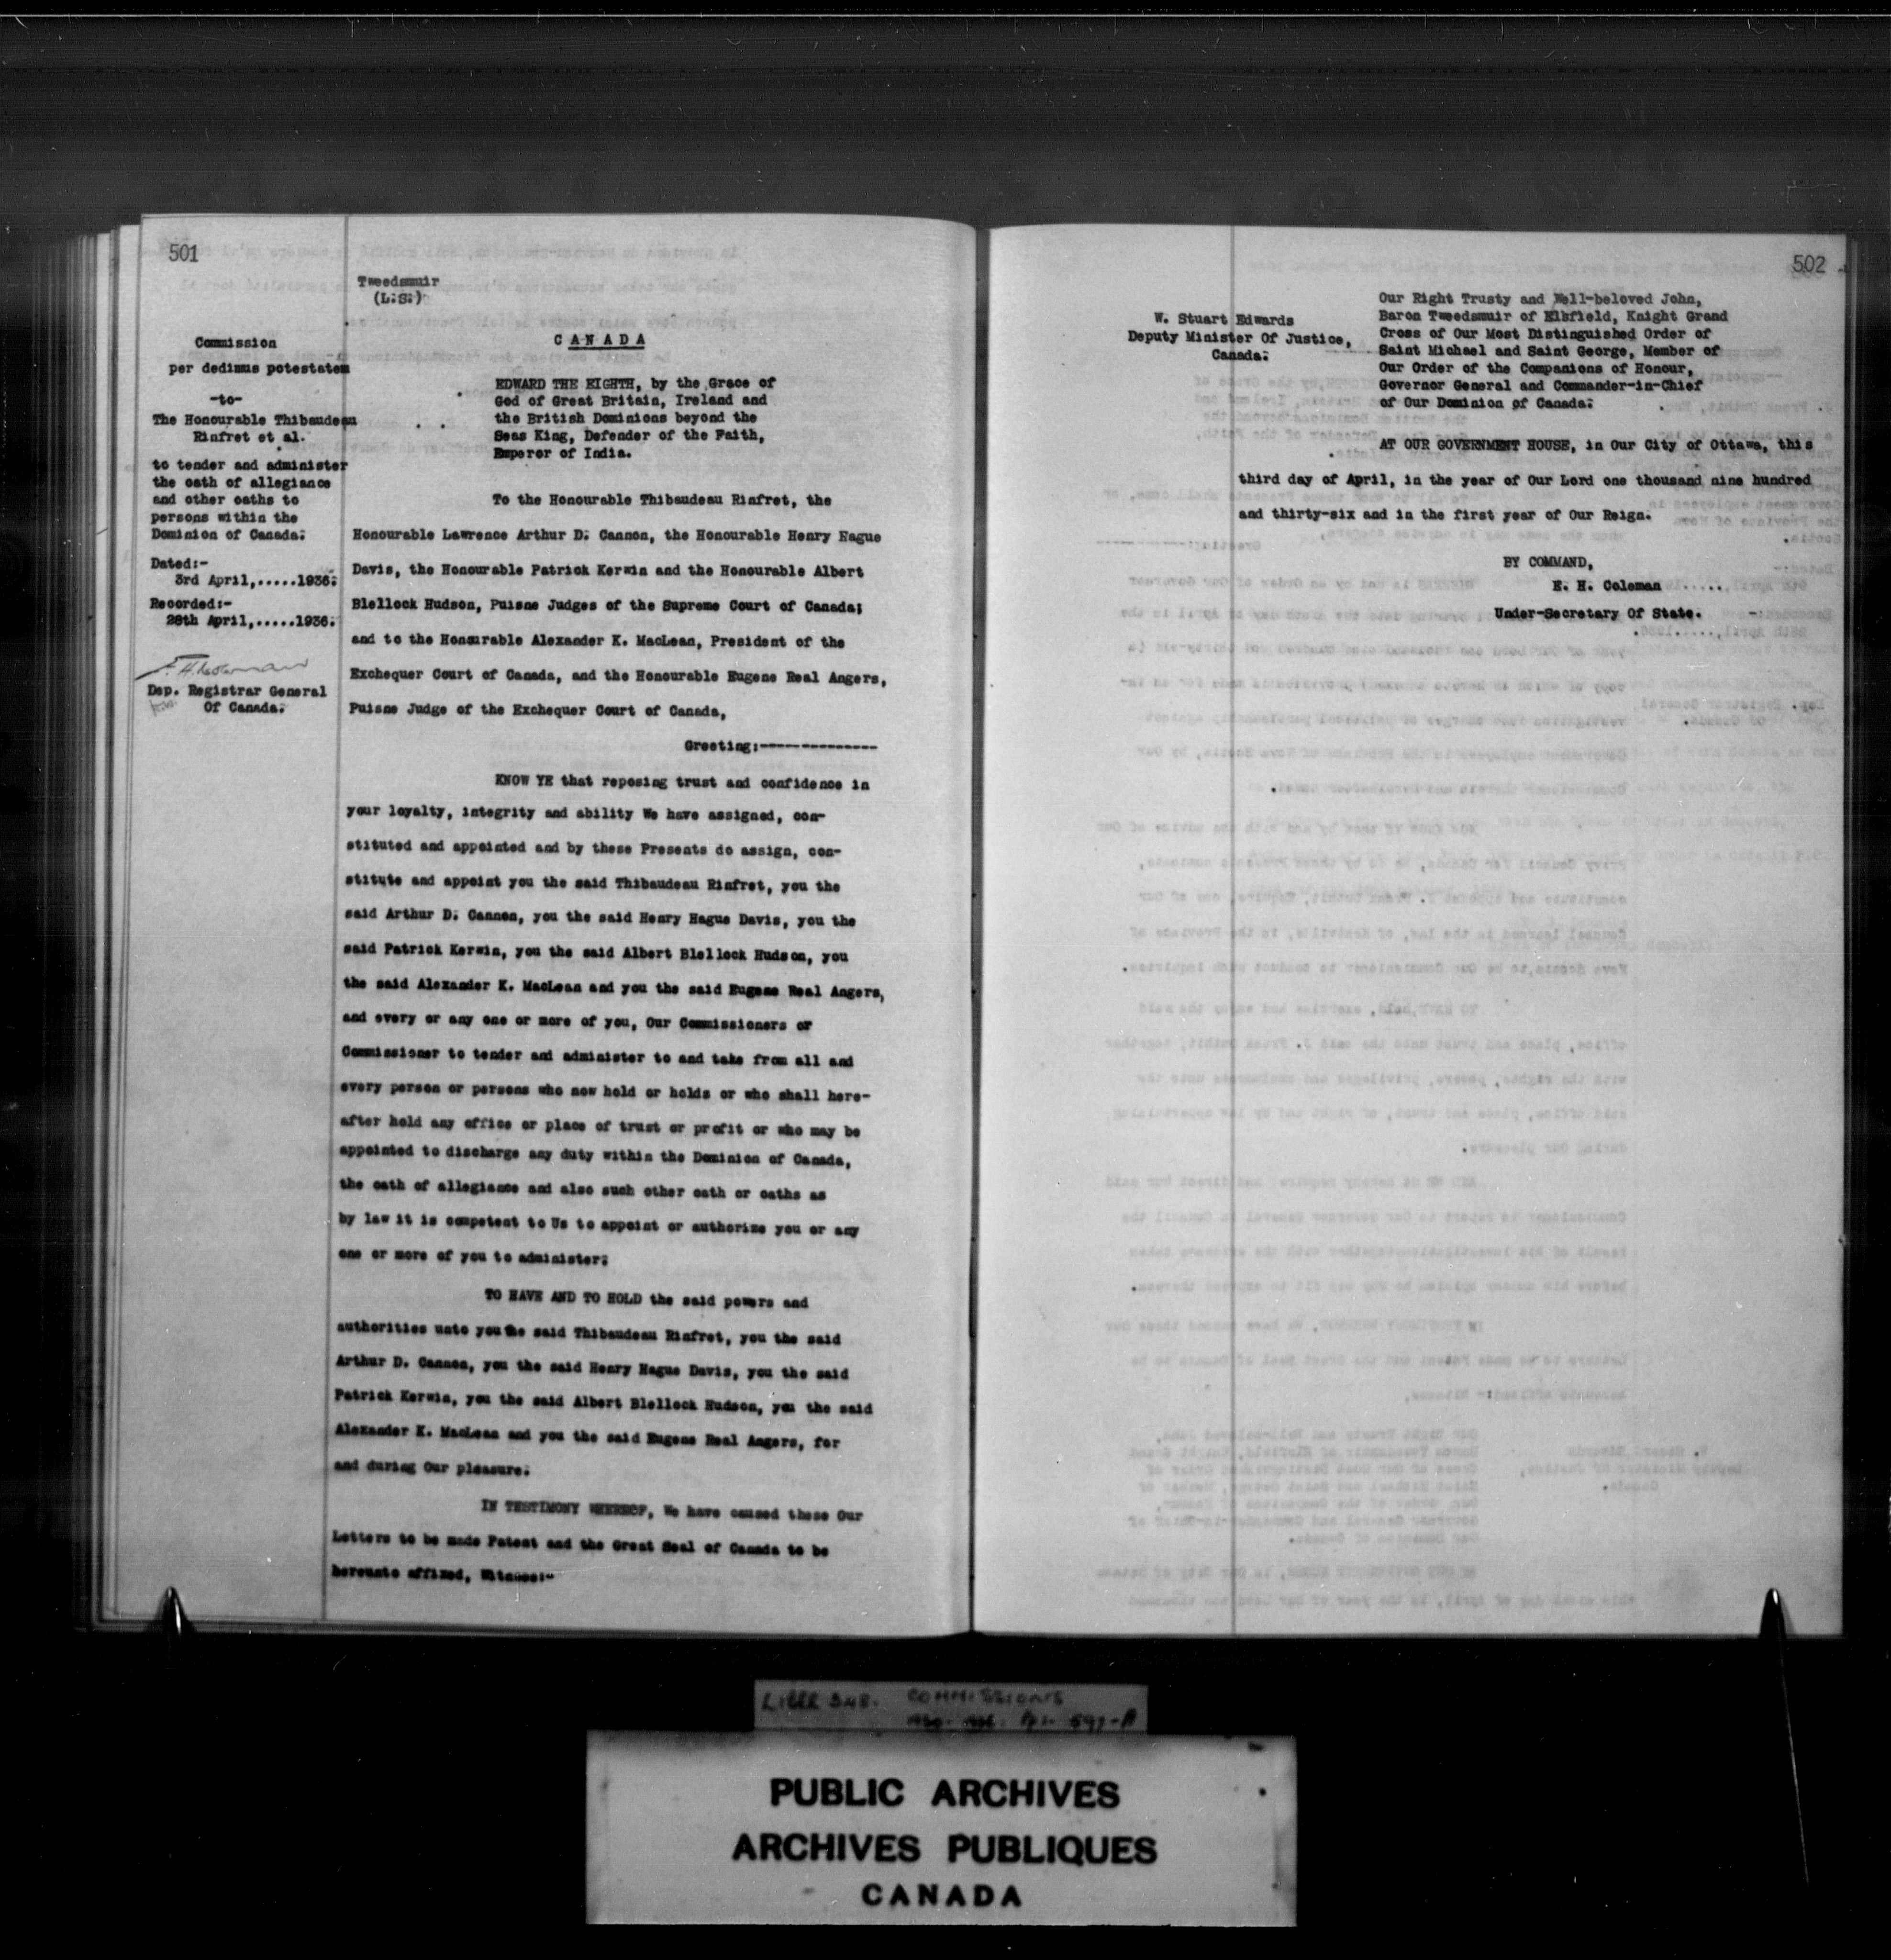 501
Tweedsmuir
(L.S.)
Commission
per dedimus potestatem
-to-
The Honourable Thibaudeau
Rinfret et al.
to tender and administer
the oath of allegiance
and other oaths to
persons within the
Dominion of Canada.
Dated:-
3rd April,.....1936.
Recorded:-
28th April,.....1936.
Dep. Registrar General
Of Canada.
CANADA
EDWARD THE EIGHTH, by the Grace of
God of Great Britain, Ireland and
the British Dominions beyond the
Seas King, Defender of the Faith,
Emperor of India.
To the Honourable Thibaudeau Rinfret, the
Honourable Lawrence Arthur D. Cannon, the Honourable Henry Hague
Davis, the Honourable Patrick Kerwin and the Honourable Albert
Blellock Hudson, Puisne Judges of the Supreme Court of Canada;
and to the Honourable Alexander K. MacLean, President of the
Exchequer Court of Canada, and the Honourable Eugene Real Angers,
Puisne Judge of the Exchequer Court of Canada,
Greeting:--------------
KNOW YE that reposing trust and confidence in
your loyalty, integrity and ability We have assigned, con-
stituted and appointed and by these Presents do assign, con-
stitute and appoint you the said Thibaudeau Rinfret, you the
said Arthur D. Cannon, you the said Henry Hague Davis, you the
said Patrick Kerwin, you the said Albert Blellock Hudson, you
the said Alexander K. MacLean and you the said Eugene Real Angers,
and every or any one or more of you, Our Commissioners or
Commissioner to tender and administer to and take from all and
every person or persons who now hold or holds or who shall here-
after hold any office or place of trust or profit or who may be
appointed to discharge any duty within the Dominion of Canada,
the oath of allegiance and also such other oath or oaths as
by law it is competent to Us to appoint or authorize you or any
one or more of you to administer;
TO HAVE AND TO HOLD the said powers and
authorities unto you the said Thibaudeau Rinfret, you the said
Arthur D. Cannon, you the said Henry Hague Davis, you the said
Patrick Kerwin, you the said Albert Blellock Hudson, you the said
Alexander K. MacLean and you the said Eugene Real Angers, for
and during Our pleasure.
IN TESTIMONY WHEREOF, We have caused these Our
Letters to be made Patent and the Great Seal of Canada to be
hereunto affixed, Witness:-
502
W. Stuart Edwards
Deputy Minister Of Justice,
Canada.
Our Right Trusty and Well-beloved John,
Baron Tweedsmuir of Elsfield, Knight Grand
Cross of Our Most Distinguished Order of
Saint Michael and Saint George, Member of
Our Order of the Companions of Honour,
Governor General and Commander-in-Chief
of Our Dominion of Canada.
AT OUR GOVERNMENT HOUSE, in Our City of Ottawa, this
third day of April, in the year of Our Lord one thousand nine hundred
and thirty-six and in the first year of Our Reign.
BY COMMAND,
E. H. Coleman
Under-Secretary Of State.
LIBER 348. COMMISSIONS
597-A
PUBLIC ARCHIVES
ARCHIVES PUBLIQUES
CANADA